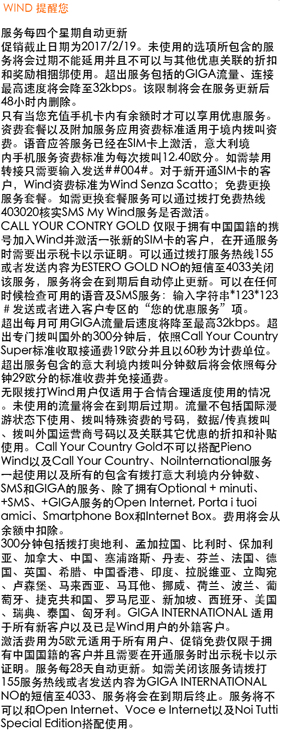 WIND 提醒您
服务每四个星期自动更新
促销截止日期为2017/2/19。未使用的选项所包含的服
务将会过期不能延用并且不可以与其他优惠关联的折扣
和奖励相捆绑使用。超出服务包括的GIGA流量、连接
最高速度将会降至32kbps。该限制将会在服务更新后
48小时内删除。
只有当您充值手机卡内有余额时才可以享用优惠服务。
资费套餐以及附加服务应用资费标准适用于境内拨叫资
费。语音应答服务已经在SIM卡上激活，意大利境
内手机服务资费标准为每次拨叫12.40欧分。如需禁用
转接只需要输入发送##004#。对于新开通SIM卡的客
户，Wind资费标准为Wind Senza Scatto；免费更换
服务套餐。如需更换套餐服务可以通过拨打免费热线
403020核实SMS My Wind服务是否激活。
CALL YOUR CONTRY GOLD 仅限于拥有中国国籍的携
号加入Wind并激活一张新的SIM卡的客户，在开通服务
时需要出示税卡以示证明。可以通过拨打服务热线155
或者发送内容为ESTERO GOLD NO的短信至4033关闭
该服务，服务将会在到期后自动停止更新。可以在任何
时候检查可用的语音及SMS服务：输入字符串*123*123
＃发送或者进入客户专区的“您的优惠服务”项。
超出每月可用GIGA流量后速度将降至最高32kbps。超
出专门拨叫国外的300分钟后，依照Call Your Country
Super标准收取接通费19欧分并且以60秒为计费单位。
超出服务包含的意大利境内拨叫分钟数后将会依照每分
钟29欧分的标准收费并免接通费。
无限拨打Wind用户仅适用于合情合理适度使用的情况
。未使用的流量将会在到期后过期。流量不包括国际漫
游状态下使用、拨叫特殊资费的号码，数据/传真拨叫
、拨叫外国运营商号码以及关联其它优惠的折扣和补贴
使用。Call Your Country Gold不可以搭配Pieno
Wind以及Call Your Country、NoiInternational服务
一起使用以及所有的包含有拨打意大利境内分钟数、
SMS和GIGA的服务、除了拥有Optional + minuti、
+SMS、+GIGA服务的Open Internet, Porta i tuoi
amici、Smartphone Box和Internet Box。费用将会从
余额中扣除。
300分钟包括拨打奥地利、孟加拉国、比利时、保加利
亚、加拿大、中国、塞浦路斯、丹麦、芬兰、法国、德
国、英国、希腊、中国香港、印度、拉脱维亚、立陶宛
、卢森堡、马来西亚、马耳他、挪威、荷兰、波兰、葡
萄牙、捷克共和国、罗马尼亚、新加坡、西班牙、美国
、瑞典、泰国、匈牙利。GIGA INTERNATIONAL 适用
于所有新客户以及已是Wind用户的外籍客户。
激活费用为5欧元适用于所有用户、促销免费仅限于拥
有中国国籍的客户并且需要在开通服务时出示税卡以示
证明。服务每28天自动更新。如需关闭该服务请拨打
155服务热线或者发送内容为GIGA INTERNATIONAL
NO的短信至4033、服务将会在到期后终止。服务将不
可以和Open Internet、Voce e Internet以及Noi Tutti
Special Edition搭配使用。